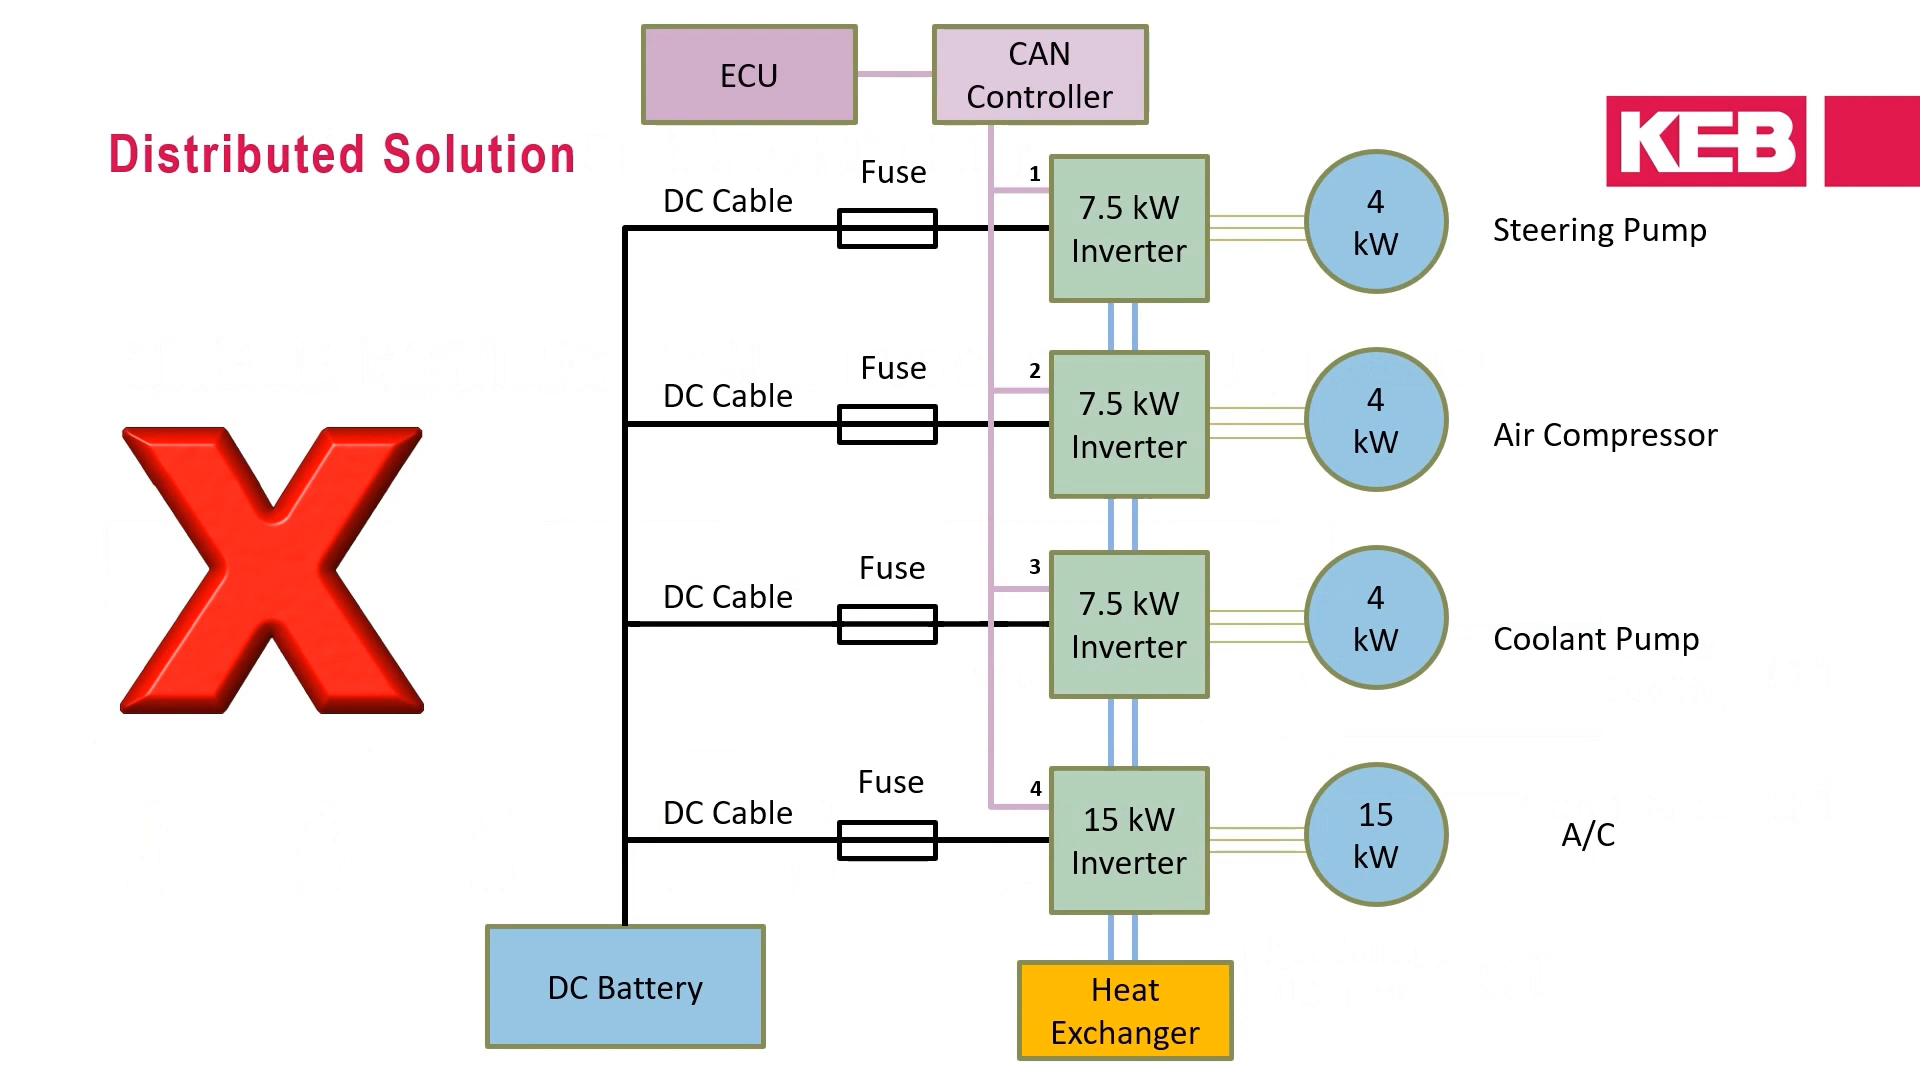 ECU
CAN
Controller
Distributed Solution
KEB
DC Cable
Fuse
1
7.5 kW
Inverter
4
kW
Steering Pump
DC Cable
Fuse
2
7.5 kW
Inverter
4
kW
Air Compressor
DC Cable
Fuse
3
7.5 kW
Inverter
4
kW
Coolant Pump
DC Cable
Fuse
4
15 kW
Inverter
15
kW
A/C
DC Battery
Heat
Exchanger